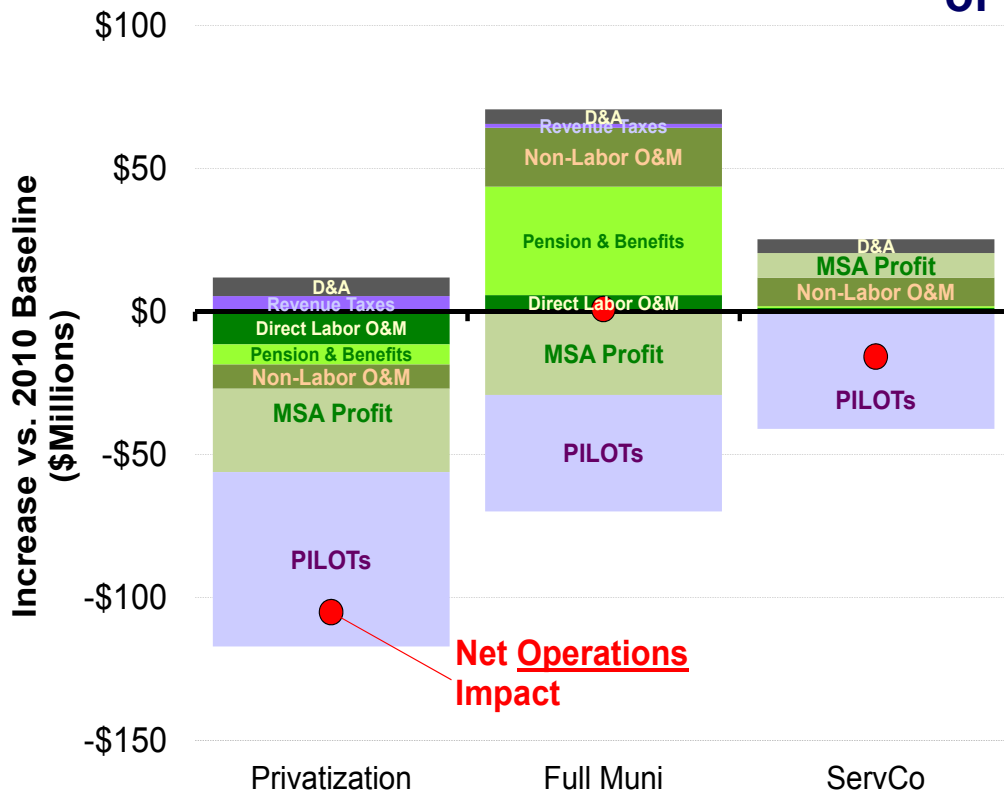 or
$100
$50
$0
-$50
-$100
-$150
Increase vs. 2010 Baseline
($Millions)
D&A
Revenue Taxes
Direct Labor O&M
Pension & Benefits
Non-Labor O&M
MSA Profit
PILOTs
D&A
Revenue Taxes
Non-Labor O&M
Pension & Benefits
Direct Labor O&M
MSA Profit
PILOTs
D&A
MSA Profit
Non-Labor O&M
PILOTs
Net Operations
Impact
Privatization
Full Muni
ServCo